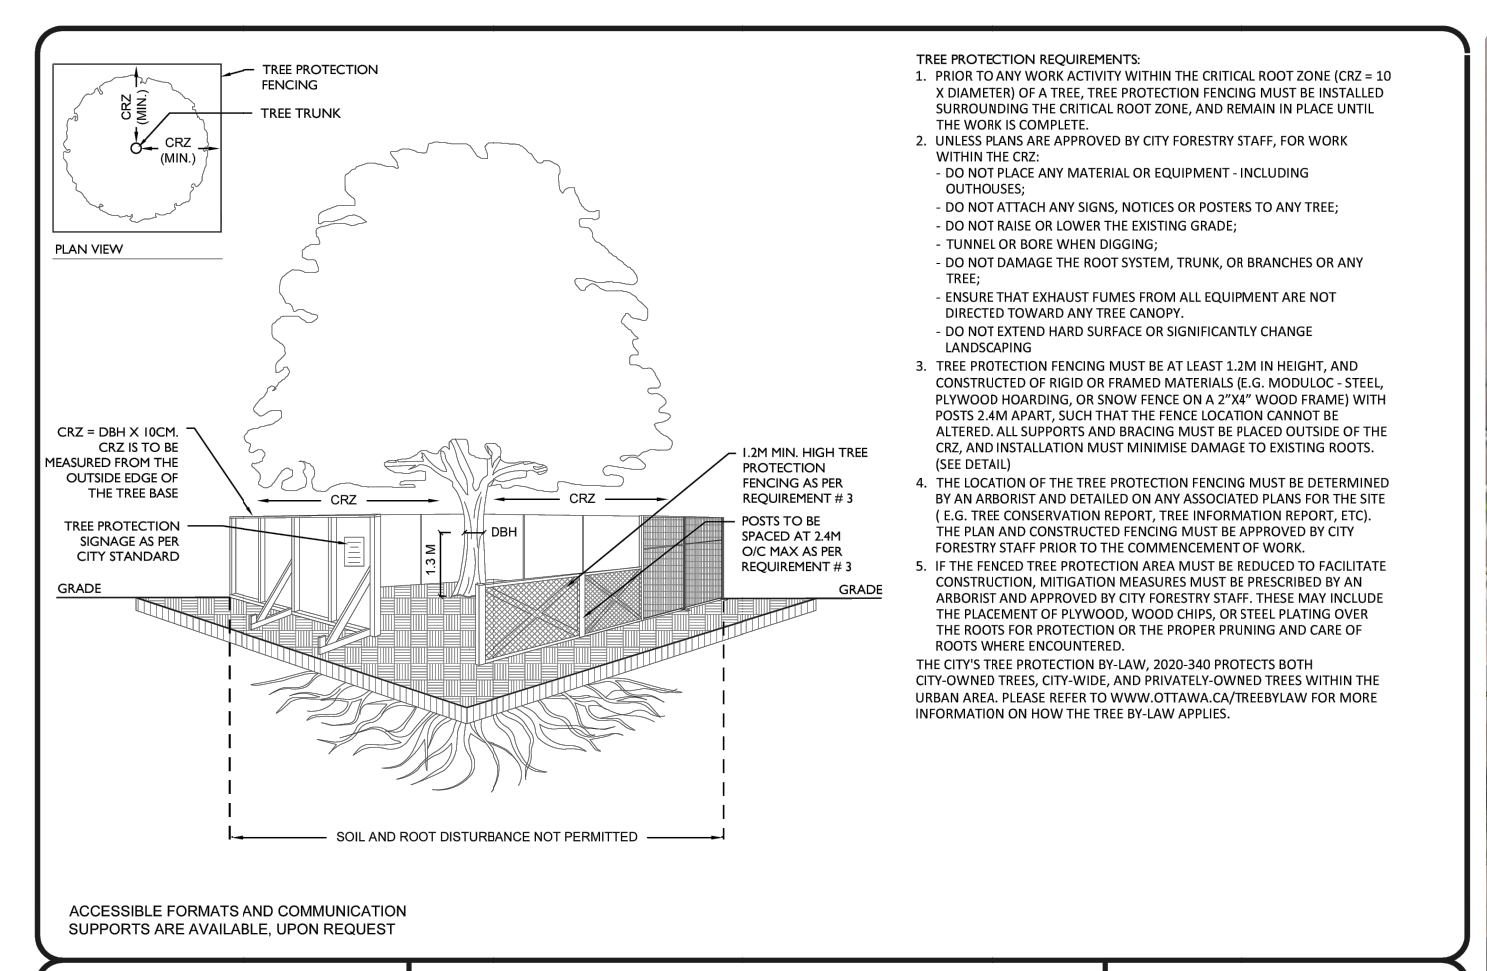 TREE PROTECTION
FENCING
TREE TRUNK
CRZ
(MIN.)
CRZ
(MIN.)
PLAN VIEW
CRZ = DBH X 10CM.
CRZ IS TO BE
MEASURED FROM THE
OUTSIDE EDGE OF
THE TREE BASE
TREE PROTECTION
SIGNAGE AS PER
CITY STANDARD
GRADE
CRZ
CRZ
DBH
1.3 M
1.2M MIN. HIGH TREE
PROTECTION
FENCING AS PER
REQUIREMENT # 3
POSTS TO BE
SPACED AT 2.4M
O/C MAX AS PER
REQUIREMENT # 3
GRADE
SOIL AND ROOT DISTURBANCE NOT PERMITTED
ACCESSIBLE FORMATS AND COMMUNICATION
SUPPORTS ARE AVAILABLE, UPON REQUEST
TREE PROTECTION REQUIREMENTS:
1. PRIOR TO ANY WORK ACTIVITY WITHIN THE CRITICAL ROOT ZONE (CRZ = 10
X DIAMETER) OF A TREE, TREE PROTECTION FENCING MUST BE INSTALLED
SURROUNDING THE CRITICAL ROOT ZONE, AND REMAIN IN PLACE UNTIL
THE WORK IS COMPLETE.
2. UNLESS PLANS ARE APPROVED BY CITY FORESTRY STAFF, FOR WORK
WITHIN THE CRZ:
- DO NOT PLACE ANY MATERIAL OR EQUIPMENT - INCLUDING
OUTHOUSES;
- DO NOT ATTACH ANY SIGNS, NOTICES OR POSTERS TO ANY TREE;
- DO NOT RAISE OR LOWER THE EXISTING GRADE;
- TUNNEL OR BORE WHEN DIGGING;
- DO NOT DAMAGE THE ROOT SYSTEM, TRUNK, OR BRANCHES OR ANY
TREE;
- ENSURE THAT EXHAUST FUMES FROM ALL EQUIPMENT ARE NOT
DIRECTED TOWARD ANY TREE CANOPY.
- DO NOT EXTEND HARD SURFACE OR SIGNIFICANTLY CHANGE
LANDSCAPING
3. TREE PROTECTION FENCING MUST BE AT LEAST 1.2M IN HEIGHT, AND
CONSTRUCTED OF RIGID OR FRAMED MATERIALS (E.G. MODULOC - STEEL,
PLYWOOD HOARDING, OR SNOW FENCE ON A 2"X4" WOOD FRAME) WITH
POSTS 2.4M APART, SUCH THAT THE FENCE LOCATION CANNOT BE
ALTERED. ALL SUPPORTS AND BRACING MUST BE PLACED OUTSIDE OF THE
CRZ, AND INSTALLATION MUST MINIMISE DAMAGE TO EXISTING ROOTS.
(SEE DETAIL)
4. THE LOCATION OF THE TREE PROTECTION FENCING MUST BE DETERMINED
BY AN ARBORIST AND DETAILED ON ANY ASSOCIATED PLANS FOR THE SITE
( E.G. TREE CONSERVATION REPORT, TREE INFORMATION REPORT, ETC).
THE PLAN AND CONSTRUCTED FENCING MUST BE APPROVED BY CITY
FORESTRY STAFF PRIOR TO THE COMMENCEMENT OF WORK.
5. IF THE FENCED TREE PROTECTION AREA MUST BE REDUCED TO FACILITATE
CONSTRUCTION, MITIGATION MEASURES MUST BE PRESCRIBED BY AN
ARBORIST AND APPROVED BY CITY FORESTRY STAFF. THESE MAY INCLUDE
THE PLACEMENT OF PLYWOOD, WOOD CHIPS, OR STEEL PLATING OVER
THE ROOTS FOR PROTECTION OR THE PROPER PRUNING AND CARE OF
ROOTS WHERE ENCOUNTERED.
THE CITY'S TREE PROTECTION BY-LAW, 2020-340 PROTECTS BOTH
CITY-OWNED TREES, CITY-WIDE, AND PRIVATELY-OWNED TREES WITHIN THE
URBAN AREA. PLEASE REFER TO WWW.OTTAWA.CA/TREEBYLAW FOR MORE
INFORMATION ON HOW THE TREE BY-LAW APPLIES.